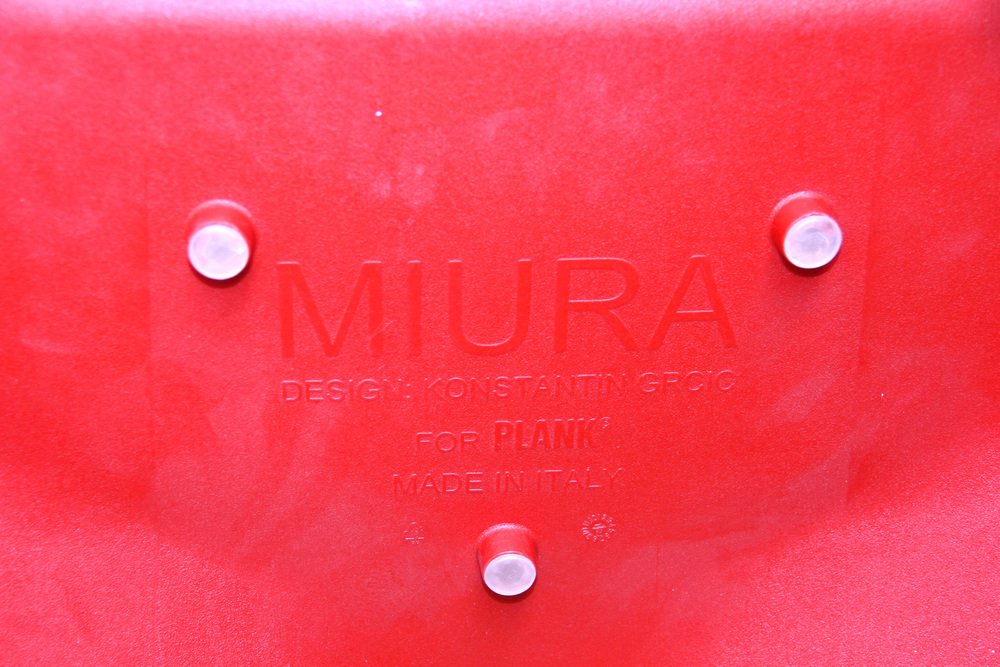 MIURA
DESIGN: KONSTANTIN GRCIC
FOR PLANK
MADE IN ITALY